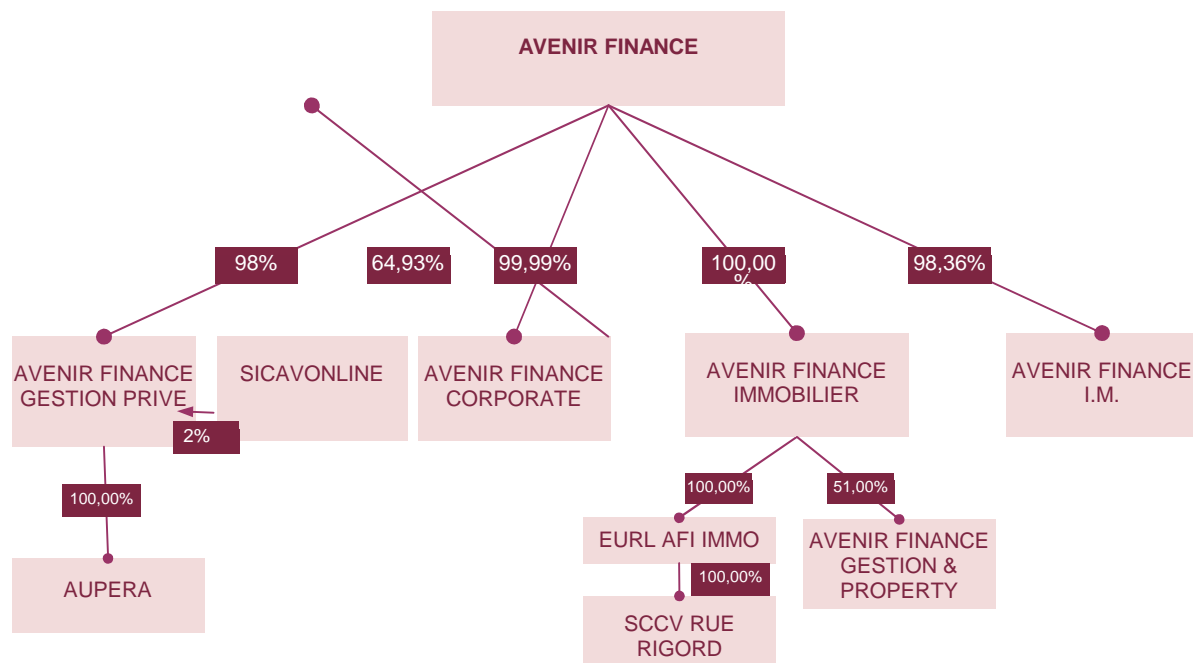 AVENIR FINANCE
98%
64,93%
99,99%
100,00
%
98,36%
AVENIR FINANCE
GESTION PRIVE
SICAVONLINE
AVENIR FINANCE
CORPORATE
AVENIR FINANCE
IMMOBILIER
AVENIR FINANCE
I.M.
2%
100,00%
100,00%
51,00%
AUPERA
EURL AFI IMMO
AVENIR FINANCE
GESTION &
PROPERTY
100,00%
SCCV RUE
RIGORD